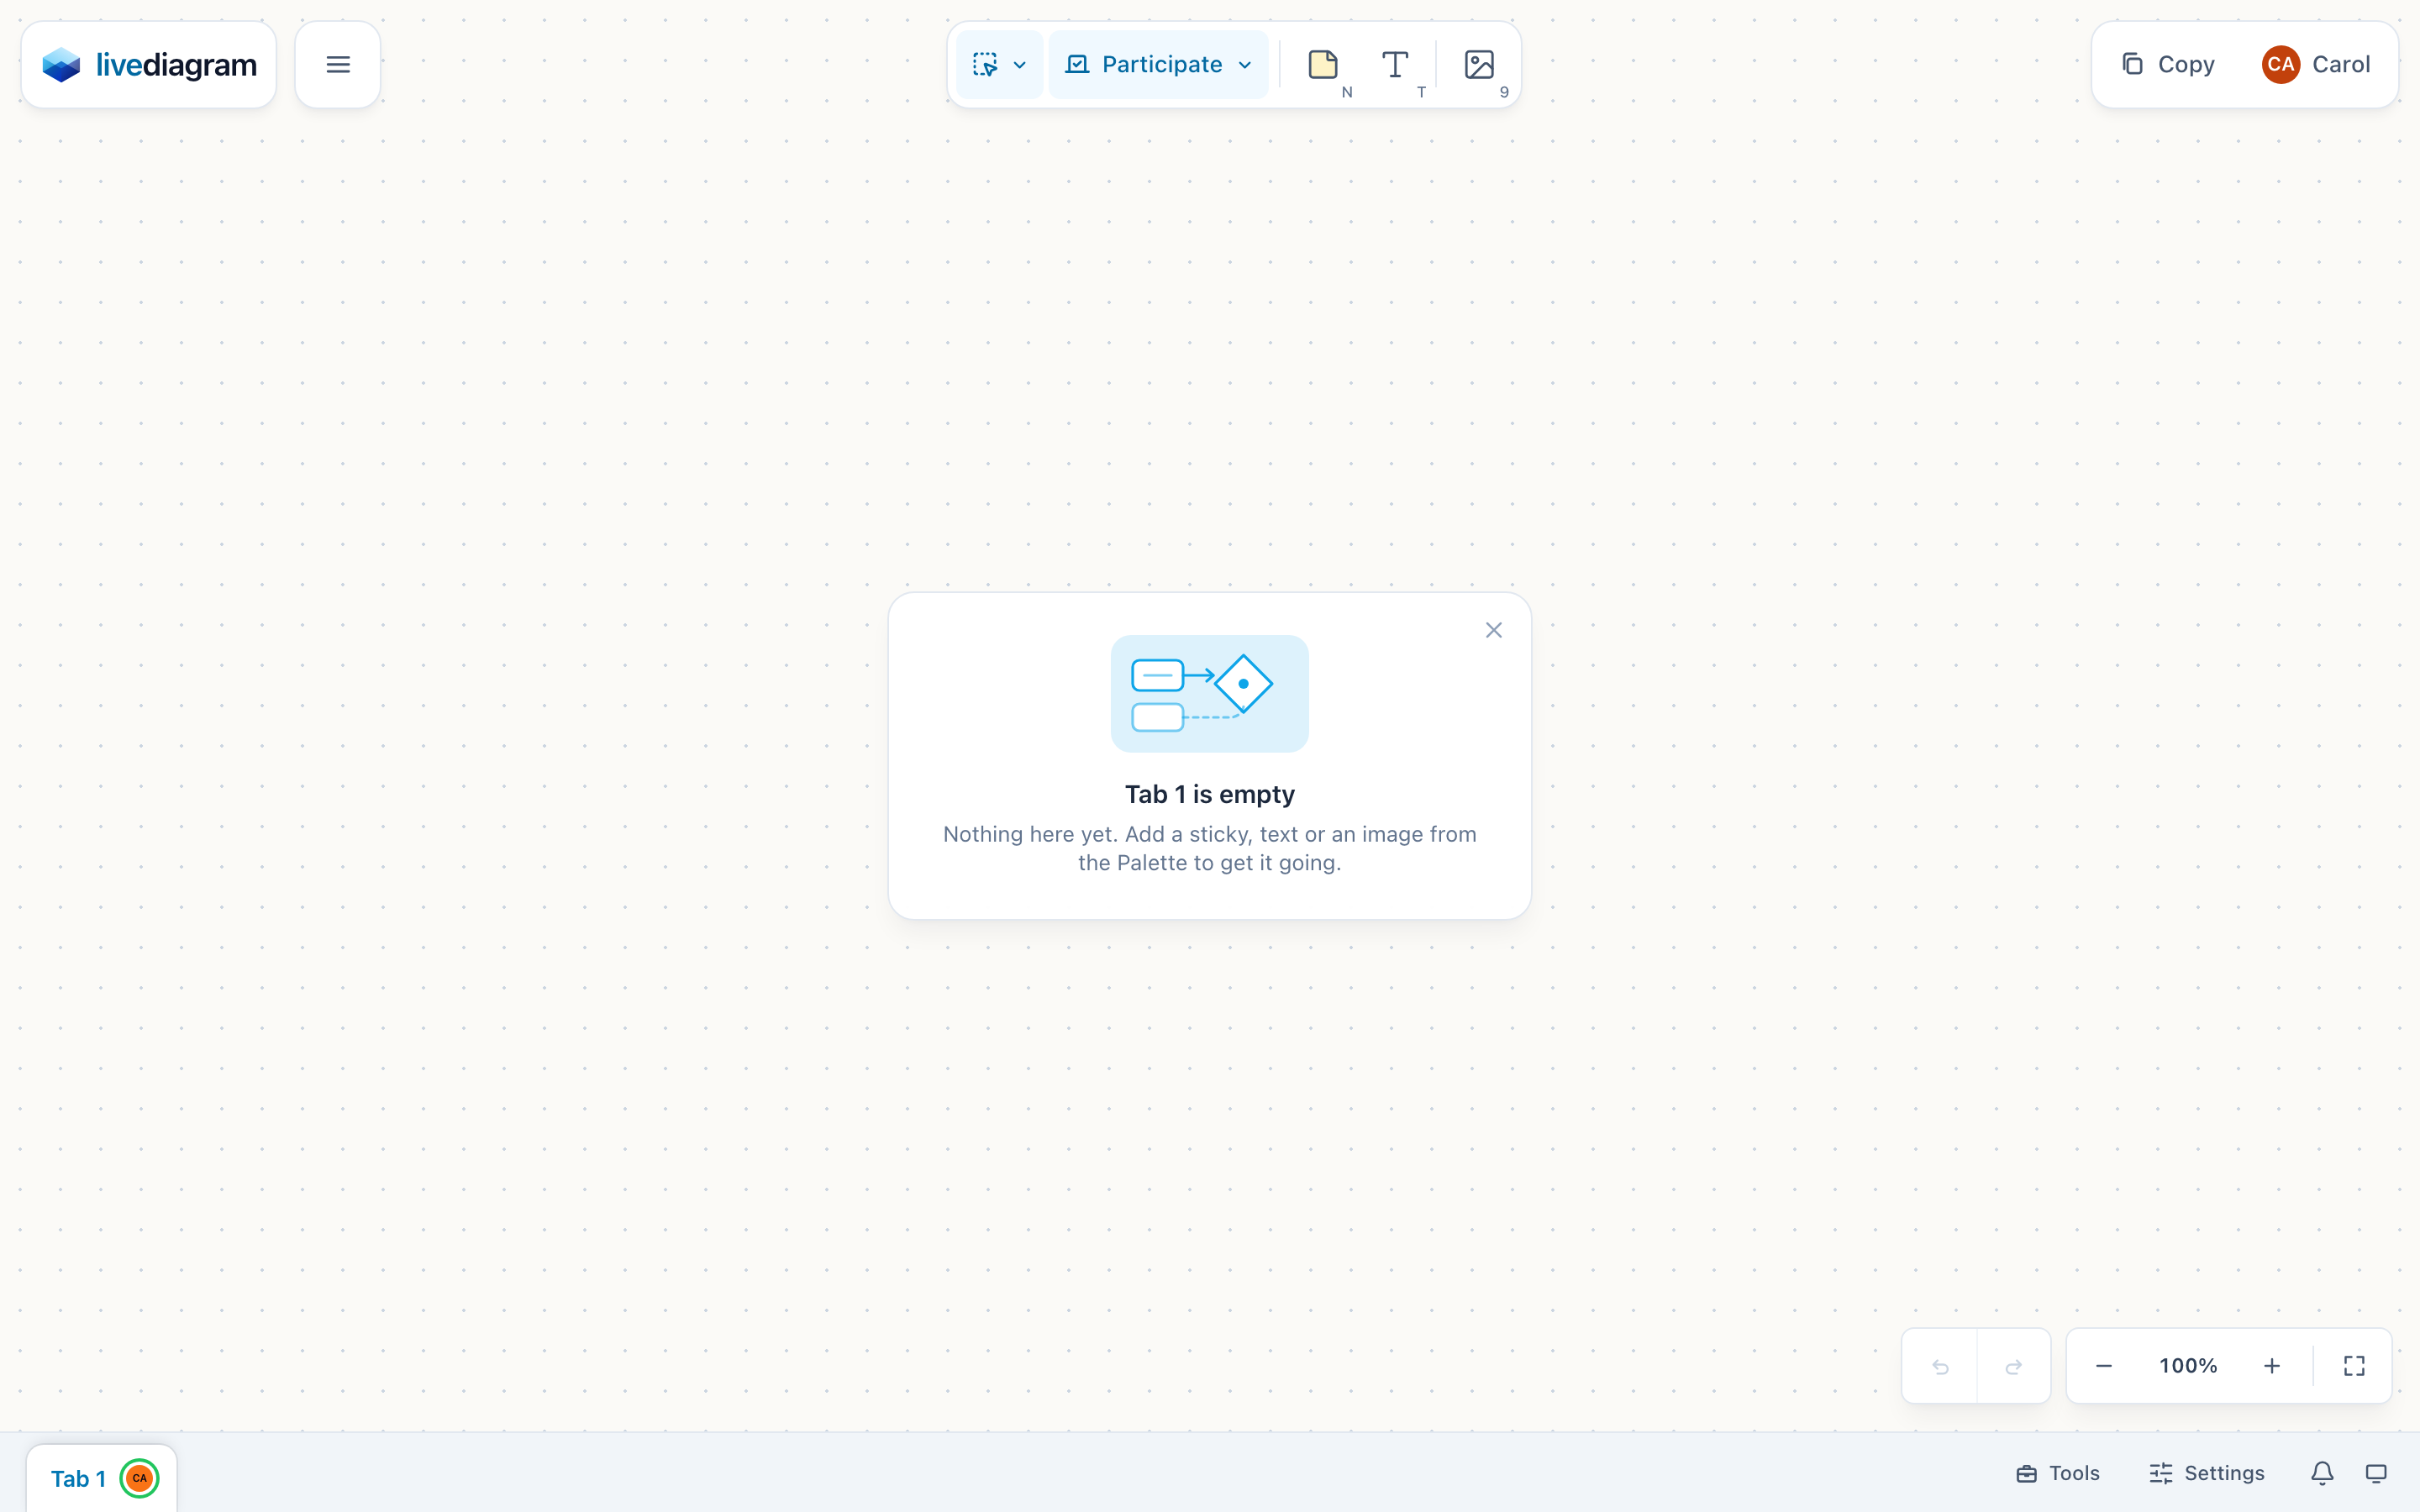 livediagram
Participate
N
T
9
Copy
CA
Carol
Tab 1 is empty
Nothing here yet. Add a sticky, text or an image from
the Palette to get it going.
100%
Tab 1
CA
Tools
Settings